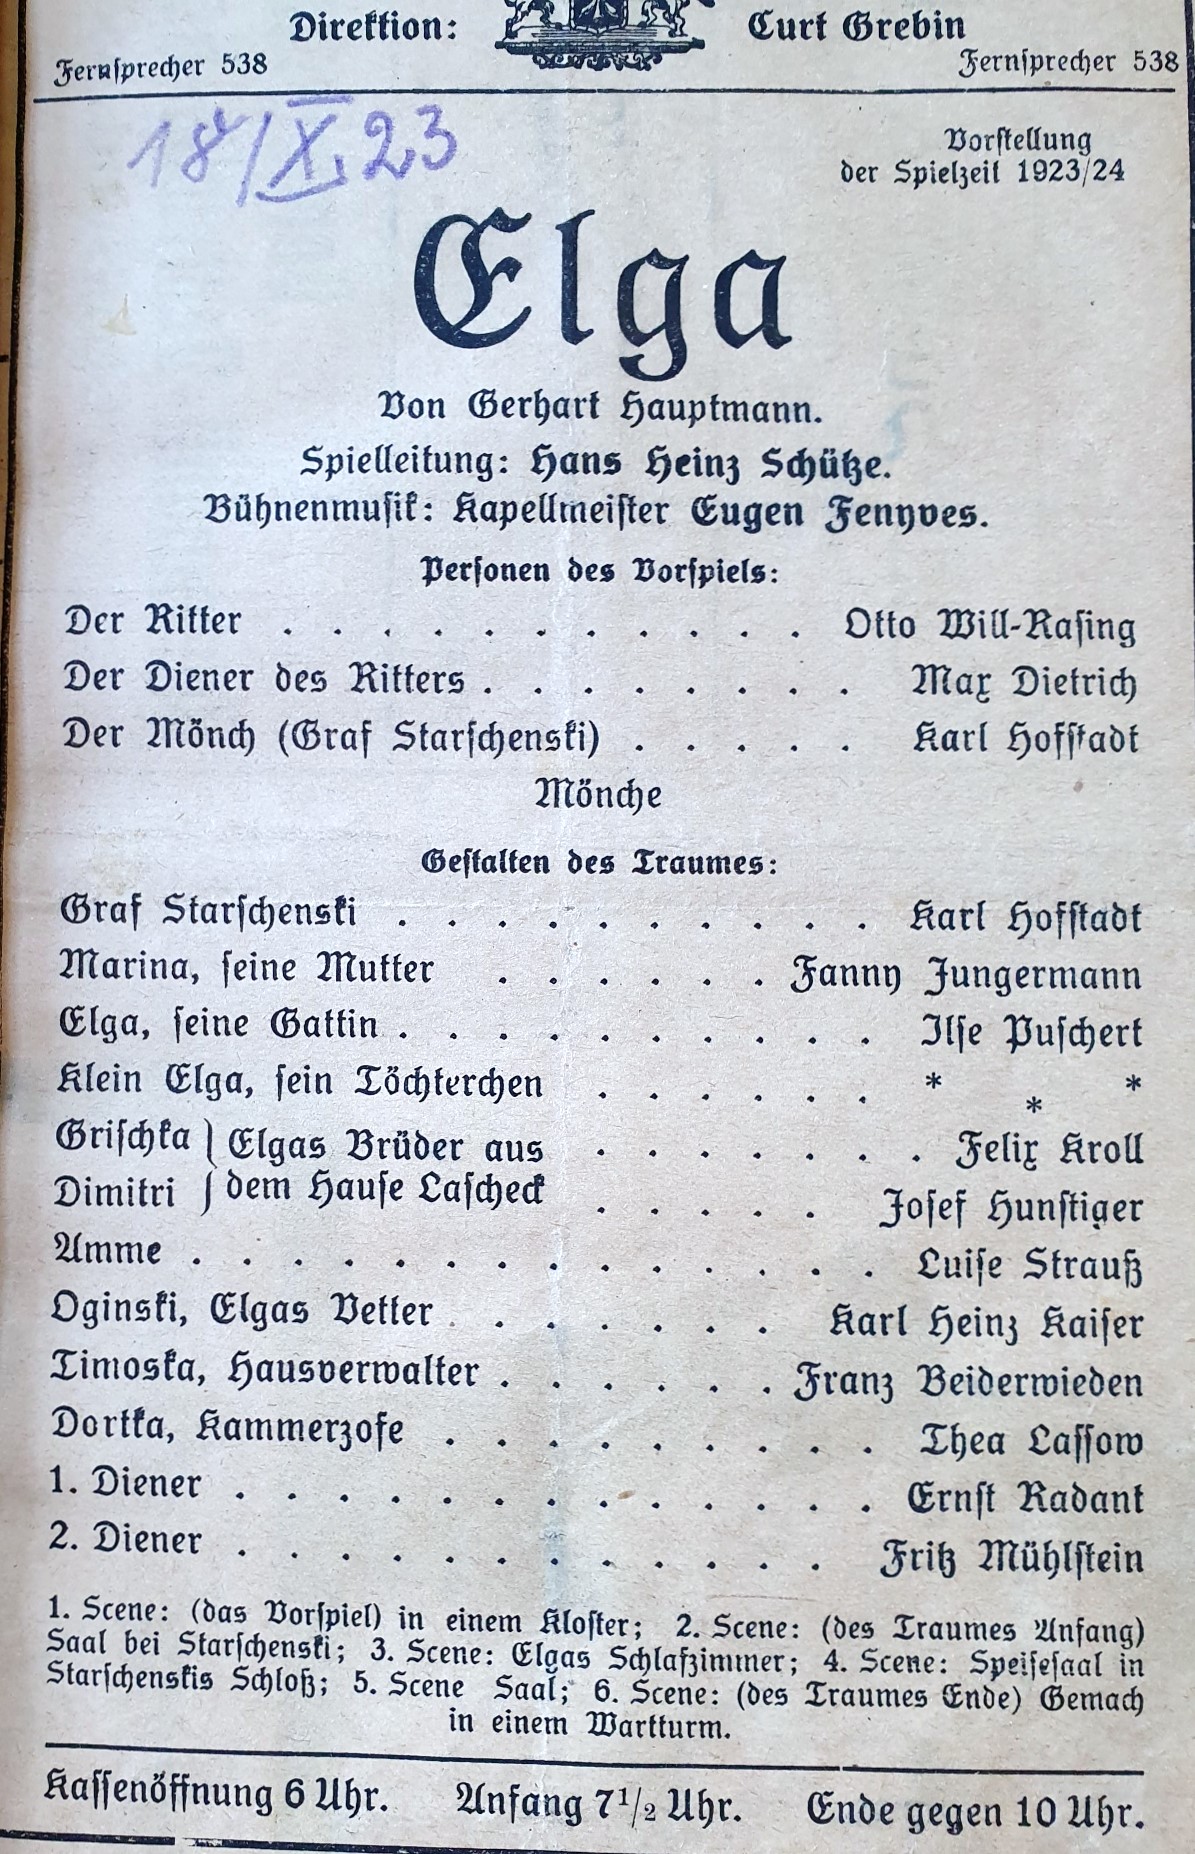 Direktion: Curt Grebin
Fernsprecher 538 Fernsprecher 538
18/X. 23
Vorstellung
der Spielzeit 1923/24
Elga
Von Gerhart Hauptmann.
Spielleitung: Hans Heinz Schütze.
Bühnenmusik: Kapellmeister Eugen Fenyves.
Personen des Vorspiels:
Der Ritter . . . . . . . . . . . Otto Will-Rasing
Der Diener des Ritters . . . . . . . . Max Dietrich
Der Mönch (Graf Starschenski) . . . . . Karl Hofstadt
Mönche
Gestalten des Traumes:
Graf Starschenski . . . . . . . . . . Karl Hofstadt
Marina, seine Mutter . . . . . . Fanny Jungermann
Elga, seine Gattin . . . . . . . . . . Ilse Puschert
Klein Elga, sein Töchterchen . . . . . . * * *
Grischka } Elgas Brüder aus . . . . . . . Felix Kroll
Dimitri } dem Hause Lascheck . . . . . Josef Hunstiger
Amme . . . . . . . . . . . . . . Luise Strauß
Oginski, Elgas Vetter . . . . . . . Karl Heinz Kaiser
Timoska, Hausverwalter . . . . . . Franz Beiderwieden
Dortka, Kammerzofe . . . . . . . . . Thea Lassow
1. Diener . . . . . . . . . . . . . Ernst Radant
2. Diener . . . . . . . . . . . . Fritz Mühlstein
1. Scene: (das Vorspiel) in einem Kloster; 2. Scene: (des Traumes Anfang)
Saal bei Starschenski; 3. Scene: Elgas Schlafzimmer; 4. Scene: Speisesaal in
Starschenskis Schloß; 5. Scene Saal; 6. Scene: (des Traumes Ende) Gemach
in einem Wartturm.
Kassenöffnung 6 Uhr. Anfang 7 1/2 Uhr. Ende gegen 10 Uhr.